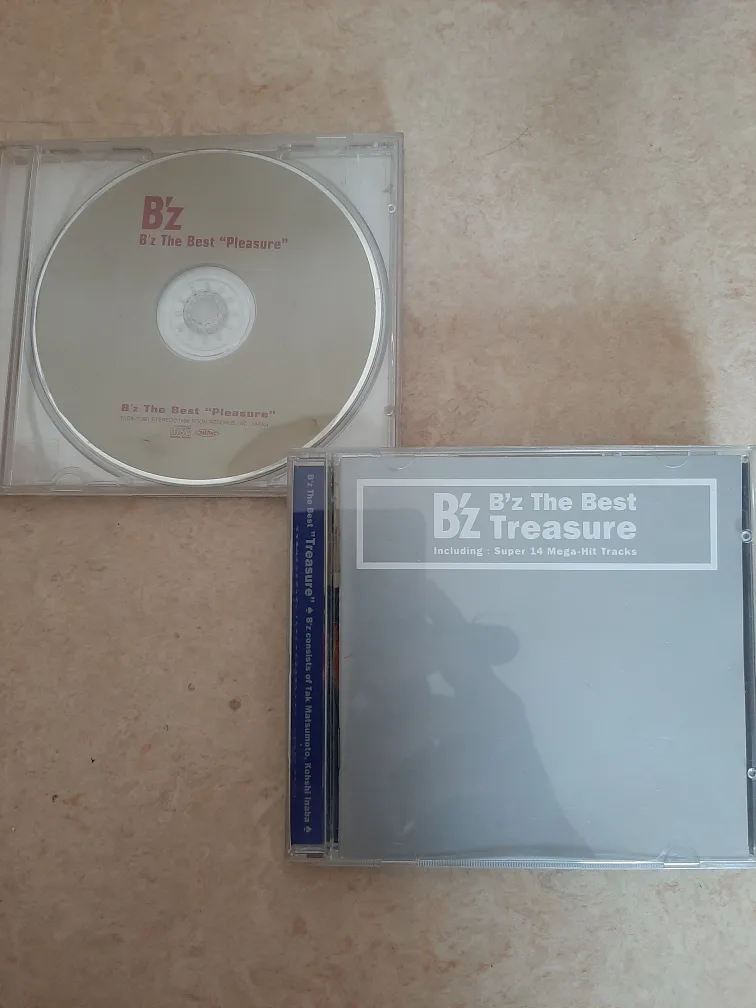 B'z
B'z The Best "Pleasure"
B'z The Best "Pleasure"
B'z The Best "Treasure" ♠ B'z consists of Tak Matsumoto, Kohshi Inaba ♠
B'z
B'z The Best
Treasure
Including : Super 14 Mega-Hit Tracks